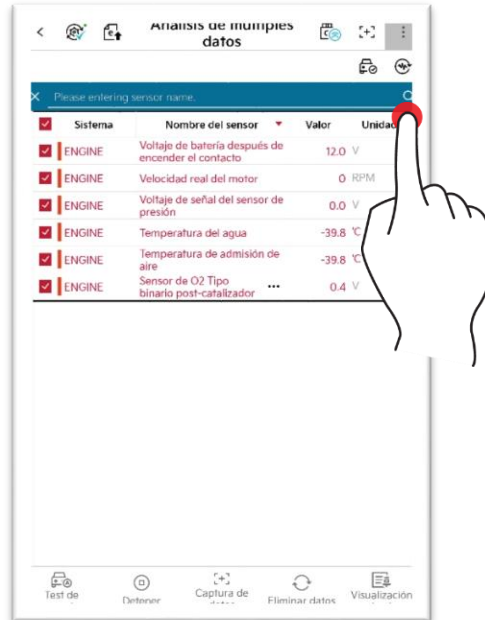 Análisis de múltiples
datos
Please entering sensor name.
Sistema Nombre del sensor Valor Unidad
ENGINE Voltaje de batería después de
encender el contacto 12.0 V
ENGINE Velocidad real del motor 0 RPM
ENGINE Voltaje de señal del sensor de
presión 0.0 V
ENGINE Temperatura del agua -39.8 ℃
ENGINE Temperatura de admisión de
aire -39.8 ℃
ENGINE Sensor de O2 Tipo
binario post-catalizador ... 0.4 V
Test de
Detener
Captura de
datos
Eliminar datos
Visualización